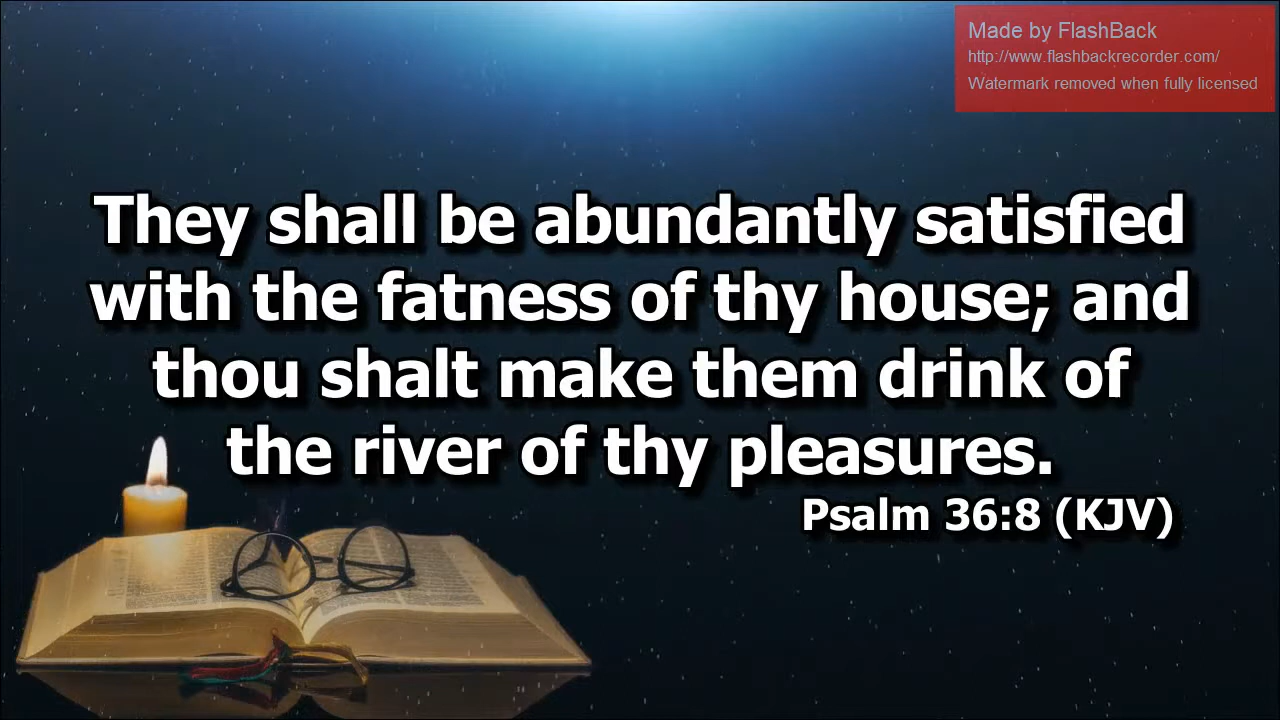 Made by FlashBack
http://www.flashbackrecorder.com/
Watermark removed when fully licensed
They shall be abundantly satisfied
with the fatness of thy house; and
thou shalt make them drink of
the river of thy pleasures.
Psalm 36:8 (KJV)